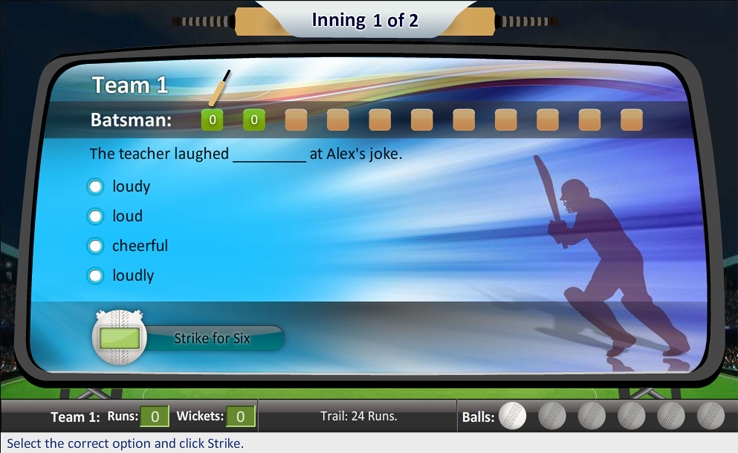 Inning 1 of 2
Team 1
Batsman: 0 0
The teacher laughed __________ at Alex's joke.
loudy
loud
cheerful
loudly
Strike for Six
Team 1: Runs: 0 Wickets: 0 Trail: 24 Runs. Balls:
Select the correct option and click Strike.